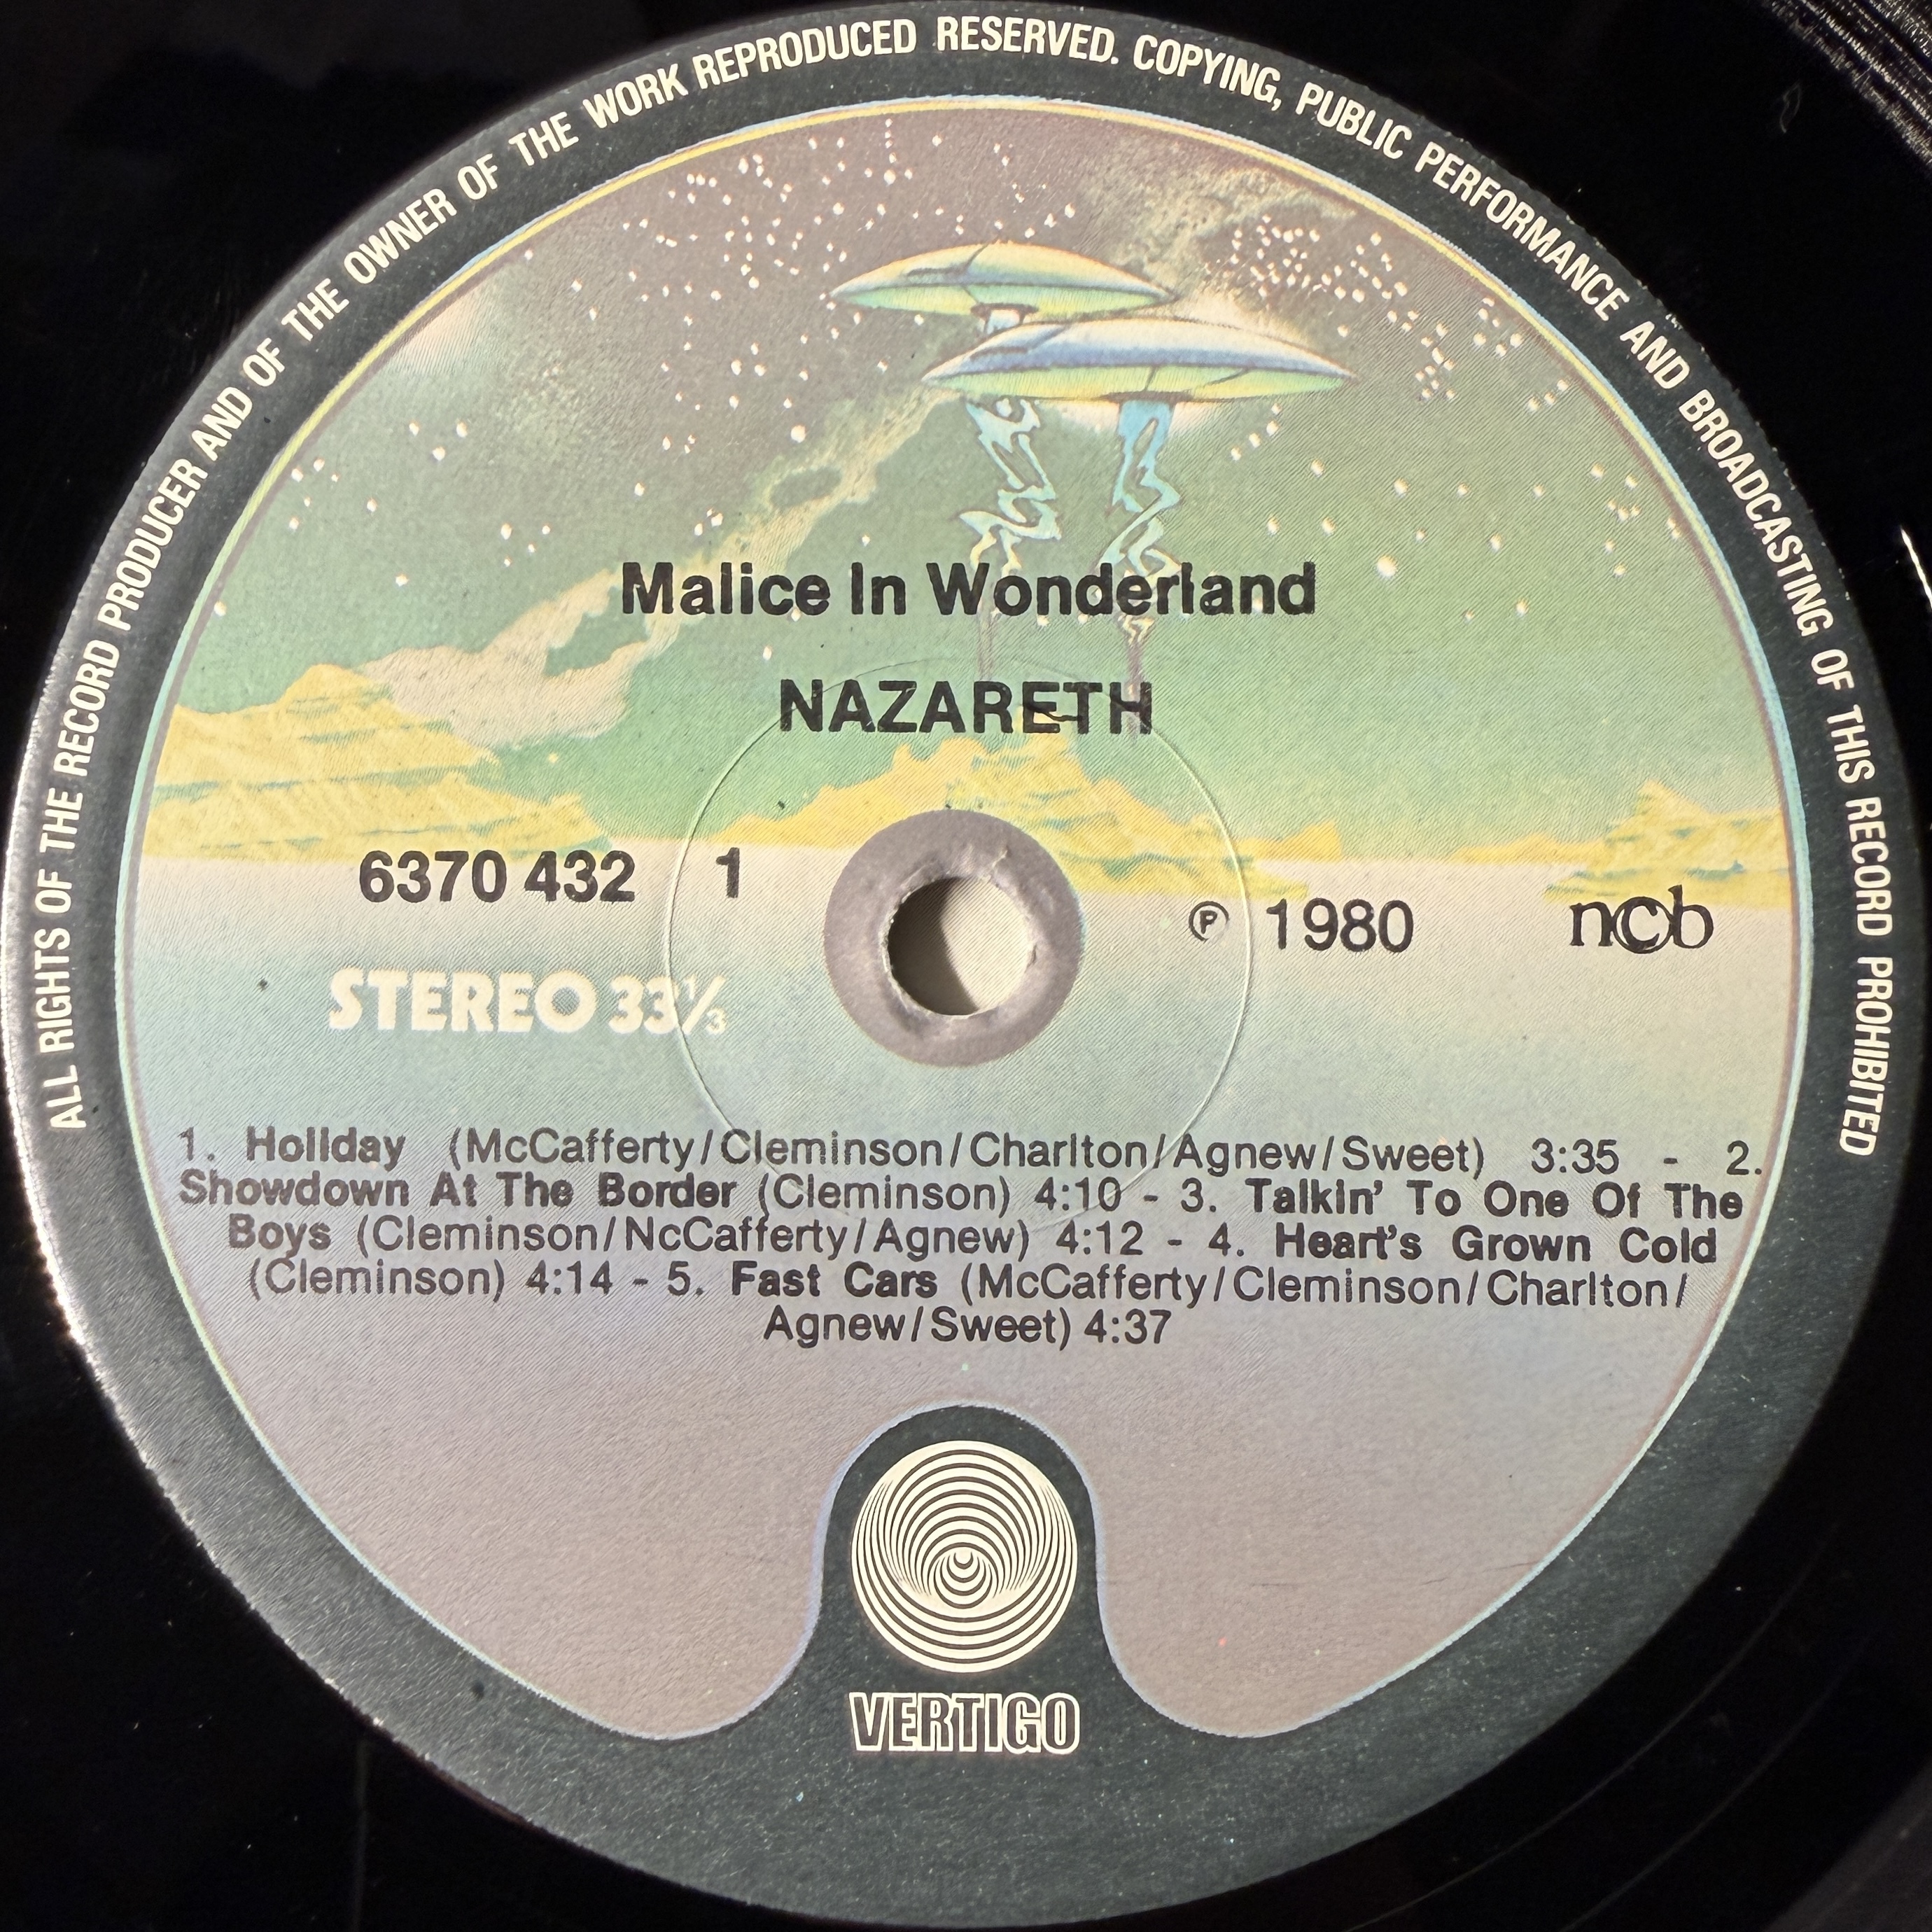 ALL RIGHTS OF THE RECORD PRODUCER AND OF THE OWNER OF THE WORK REPRODUCED RESERVED. COPYING, PUBLIC PERFORMANCE AND BROADCASTING OF THIS RECORD PROHIBITED
Malice In Wonderland
NAZARETH
6370 432 1
℗ 1980 ncb
STEREO 33⅓
1. Holiday (McCafferty/Cleminson/Charlton/Agnew/Sweet) 3:35 - 2.
Showdown At The Border (Cleminson) 4:10 - 3. Talkin' To One Of The
Boys (Cleminson/NcCafferty/Agnew) 4:12 - 4. Heart's Grown Cold
(Cleminson) 4:14 - 5. Fast Cars (McCafferty/Cleminson/Charlton/
Agnew/Sweet) 4:37
VERTIGO